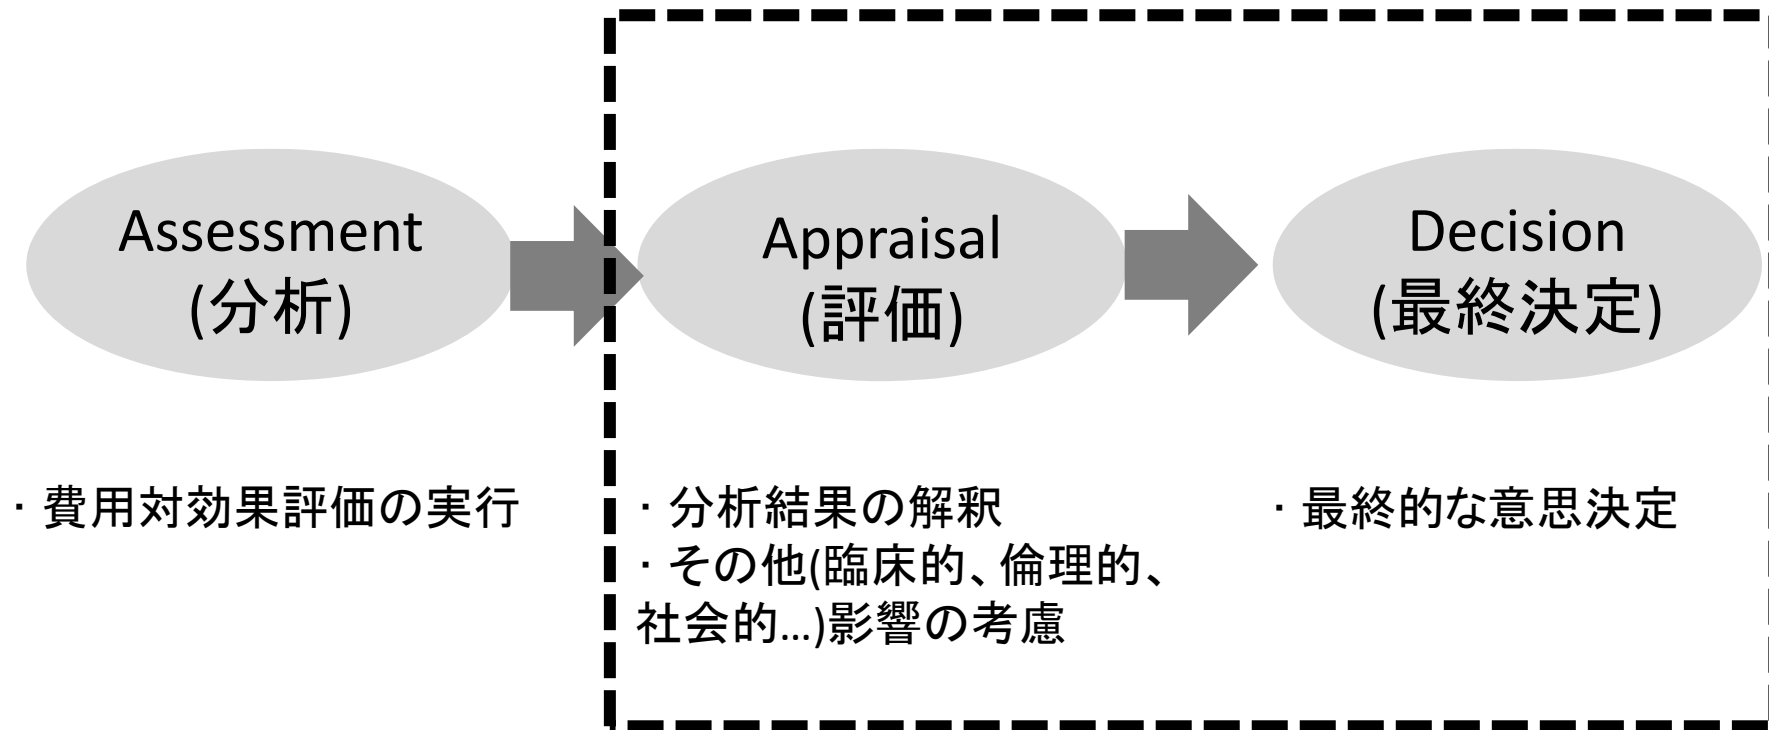 Assessment
(分析)
Appraisal
(評価)
Decision
(最終決定)
・費用対効果評価の実行
・分析結果の解釈
・その他(臨床的、倫理的、
社会的…)影響の考慮
・最終的な意思決定